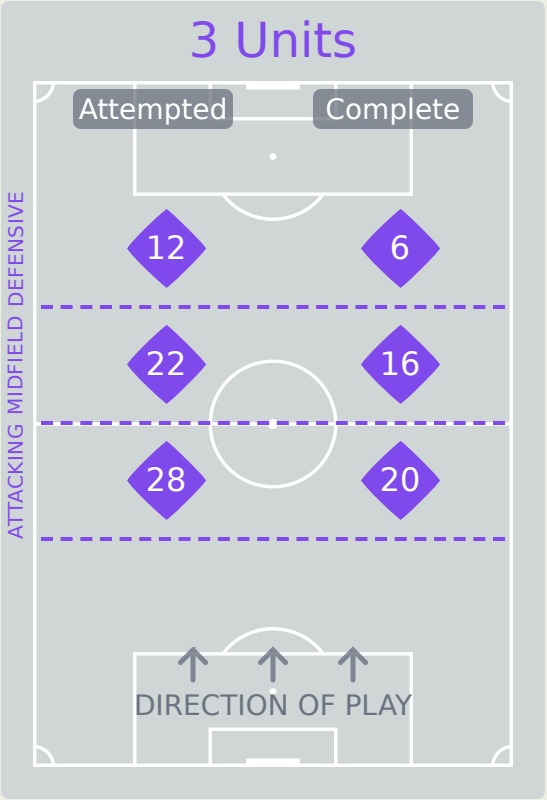 3 Units
Attempted Complete
12 6
22 16
28 20
ATTACKING MIDFIELD DEFENSIVE
DIRECTION OF PLAY